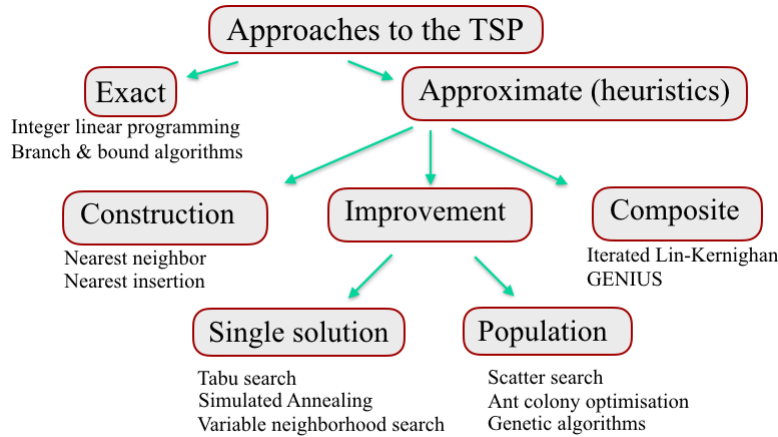 Approaches to the TSP
Exact
Integer linear programming
Branch & bound algorithms
Approximate (heuristics)
Construction
Nearest neighbor
Nearest insertion
Improvement
Composite
Iterated Lin-Kernighan
GENIUS
Single solution
Tabu search
Simulated Annealing
Variable neighborhood search
Population
Scatter search
Ant colony optimisation
Genetic algorithms